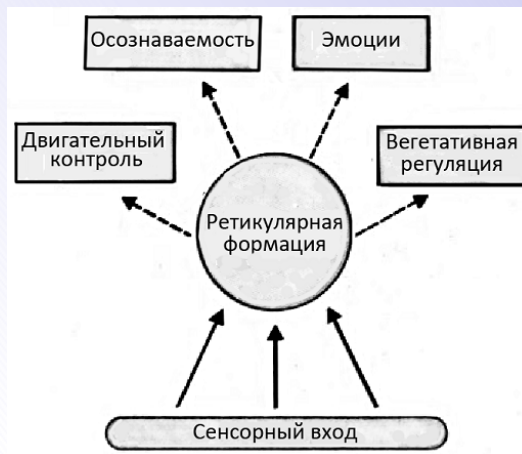 Осознаваемость
Эмоции
Двигательный
контроль
Вегетативная
регуляция
Ретикулярная
формация
Сенсорный вход